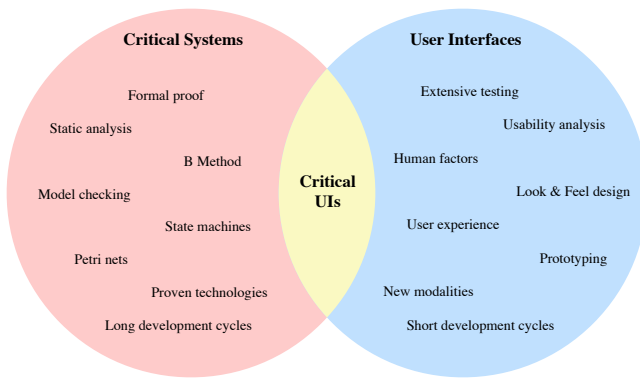 Critical Systems
Formal proof
Static analysis
B Method
Model checking
State machines
Petri nets
Proven technologies
Long development cycles
Critical
UIs
User Interfaces
Extensive testing
Usability analysis
Human factors
Look & Feel design
User experience
Prototyping
New modalities
Short development cycles